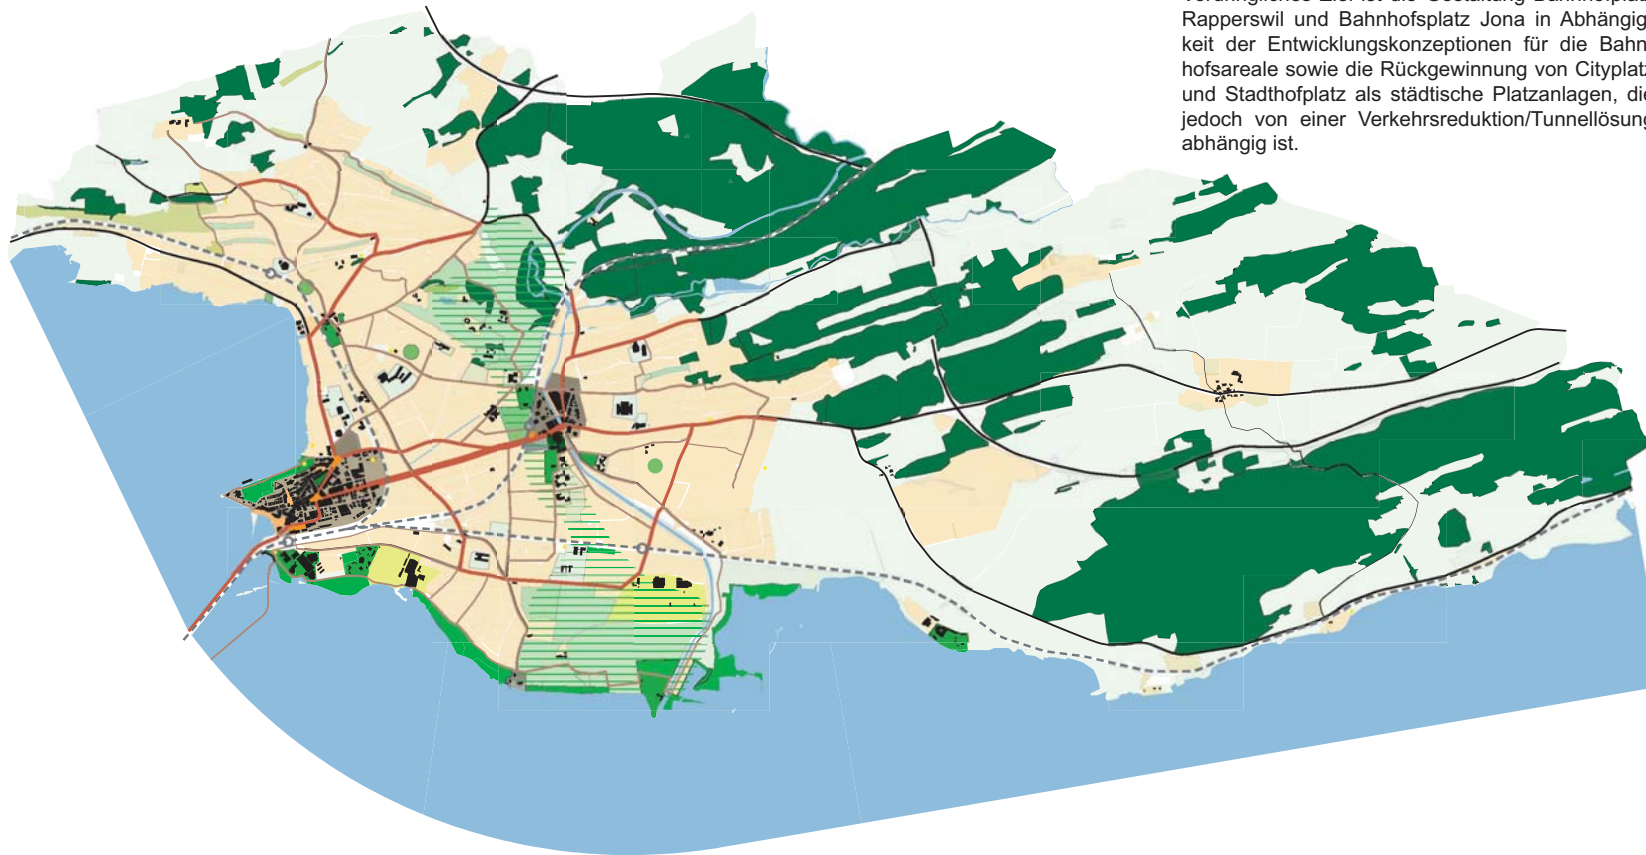 Rapperswil und Bahnhofsplatz Jona in Abhängig-
keit der Entwicklungskonzeptionen für die Bahn-
hofsareale sowie die Rückgewinnung von Cityplatz
und Stadthofplatz als städtische Platzanlagen, die
jedoch von einer Verkehrsreduktion/Tunnellösung
abhängig ist.